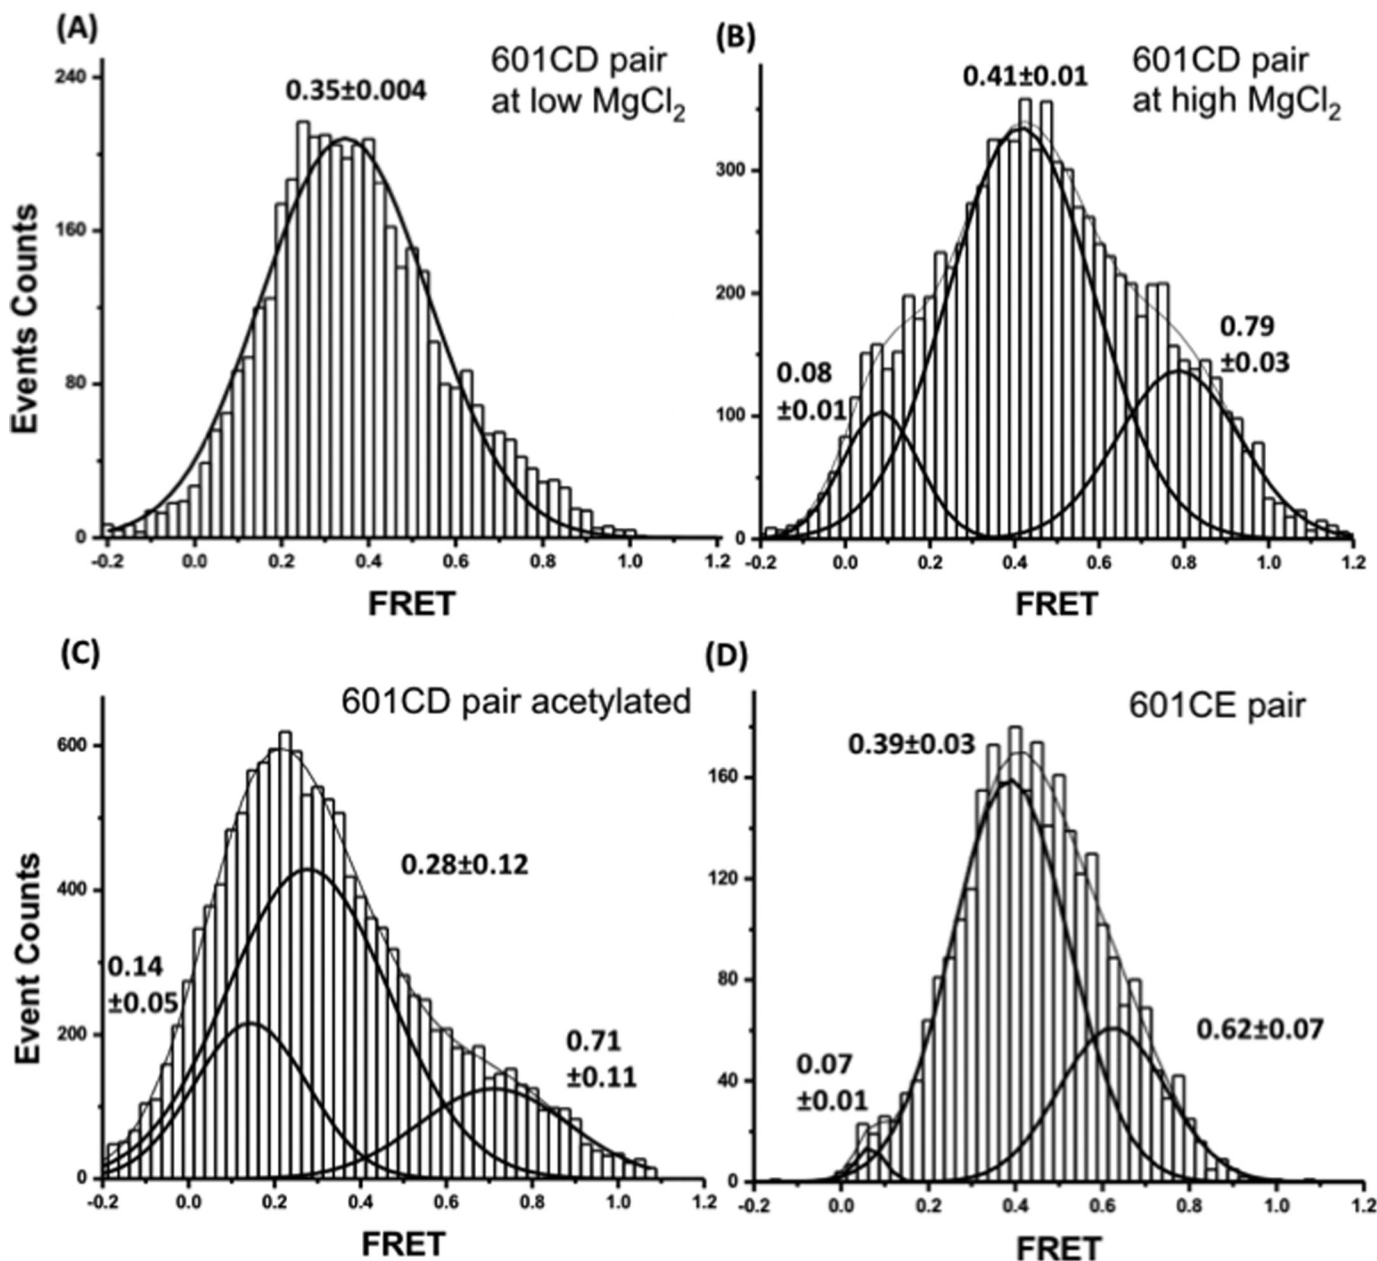 (A)
601CD pair
at low MgCl2
0.35±0.004
240
160
80
0
Events Counts
-0.2 0.0 0.2 0.4 0.6 0.8 1.0 1.2
FRET
(B)
601CD pair
at high MgCl2
0.41±0.01
0.08
±0.01
0.79
±0.03
300
200
100
0
-0.2 0.0 0.2 0.4 0.6 0.8 1.0 1.2
FRET
(C)
601CD pair acetylated
0.28±0.12
0.14
±0.05
0.71
±0.11
600
400
200
0
Event Counts
-0.2 0.0 0.2 0.4 0.6 0.8 1.0 1.2
FRET
(D)
601CE pair
0.39±0.03
0.62±0.07
0.07
±0.01
160
120
80
40
0
-0.2 0.0 0.2 0.4 0.6 0.8 1.0 1.2
FRET